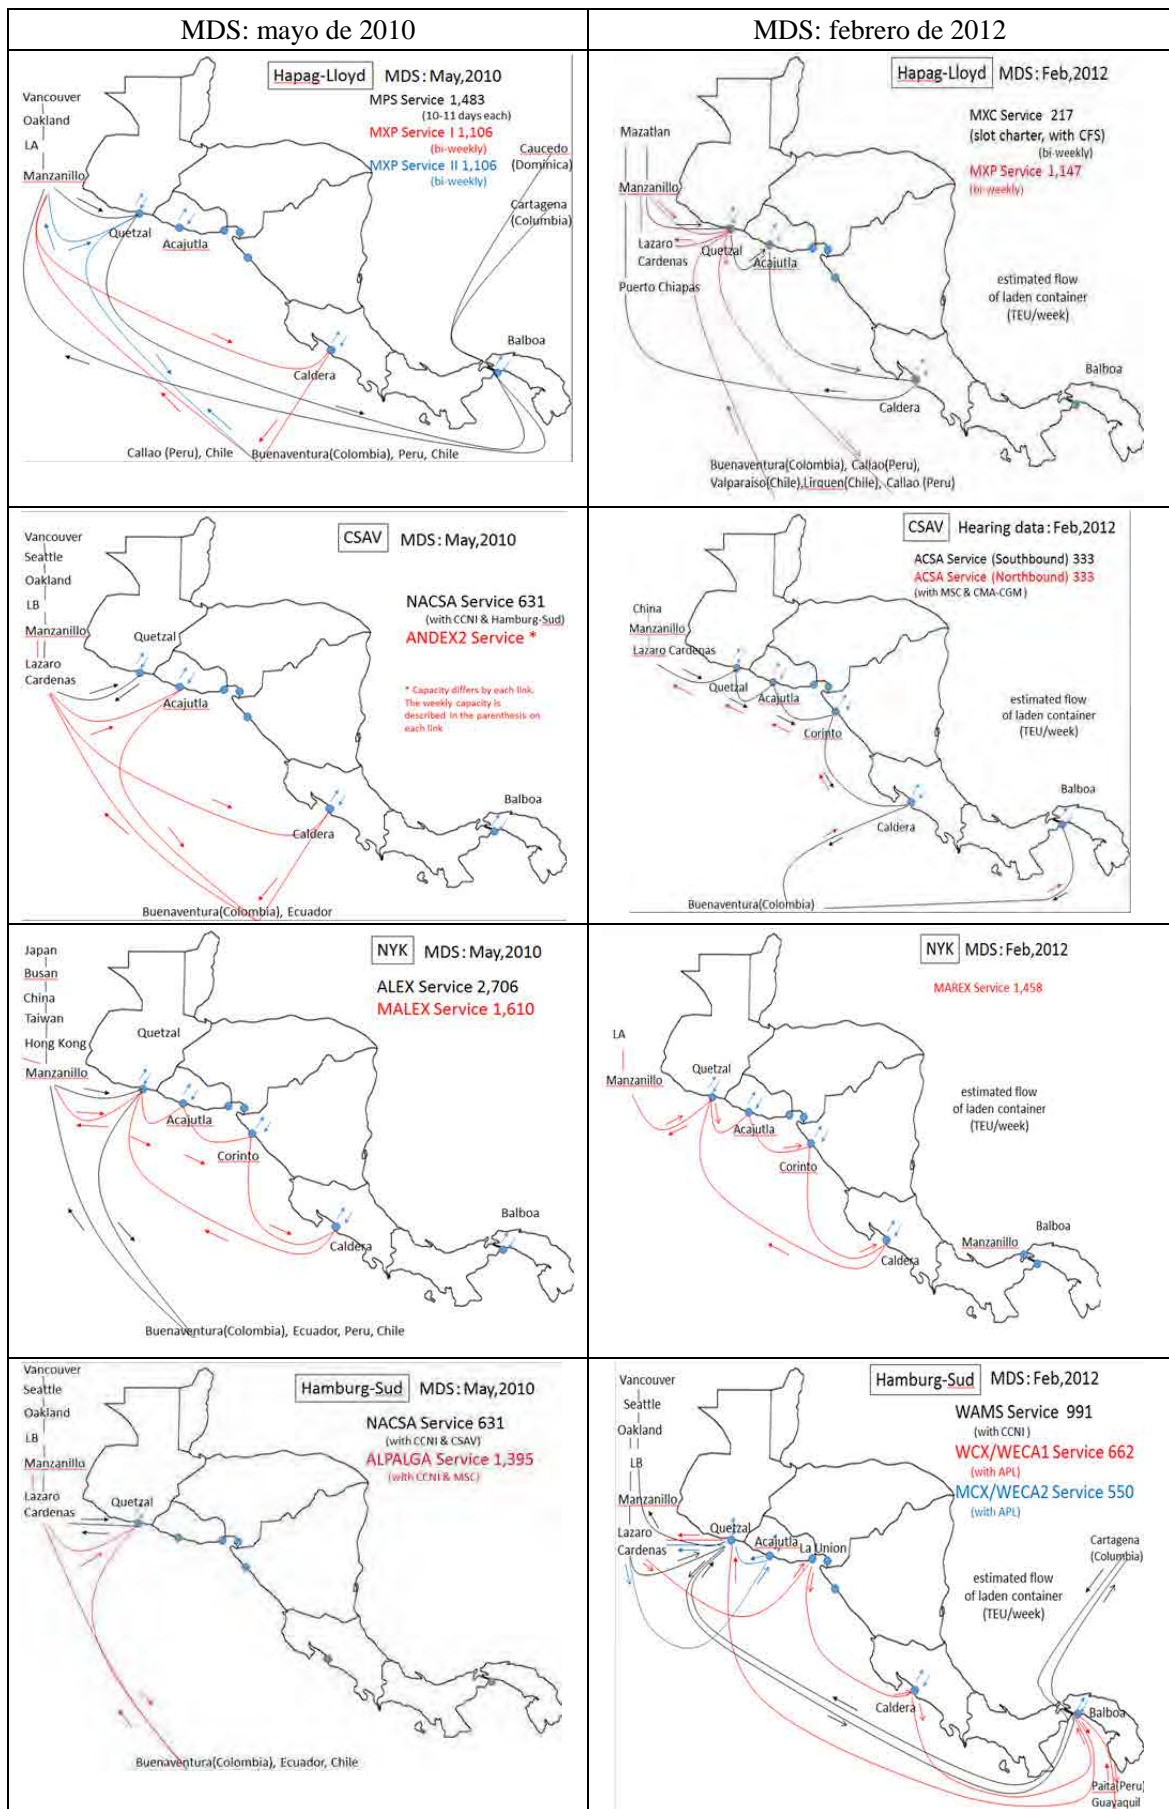 MDS: mayo de 2010
MDS: febrero de 2012
Hapag-Lloyd MDS: May,2010
MPS Service 1,483
(10-11 days each)
MXP Service I 1,106
(bi-weekly)
MXP Service II 1,106
(bi-weekly)
Vancouver
Oakland
LA
Manzanillo
Quetzal
Acajutla
Caucedo
(Dominica)
Cartagena
(Columbia)
Balboa
Caldera
Callao (Peru), Chile
Buenaventura(Colombia), Peru, Chile
Hapag-Lloyd MDS: Feb,2012
MXC Service 217
(slot charter, with CFS)
(bi-weekly)
MXP Service 1,147
(bi-weekly)
Mazatlan
Manzanillo
Lazaro
Cardenas
Quetzal
Acajutla
Puerto Chiapas
estimated flow
of laden container
(TEU/week)
Balboa
Caldera
Buenaventura(Colombia), Callao(Peru),
Valparaiso(Chile),Lirquen(Chile), Callao (Peru)
CSAV MDS: May,2010
NACSA Service 631
(with CCNI & Hamburg-Sud)
ANDEX2 Service *
* Capacity differs by each link.
The weekly capacity is
described in the parenthesis on
each link
Vancouver
Seattle
Oakland
LB
Manzanillo
Lazaro
Cardenas
Quetzal
Acajutla
Balboa
Caldera
Buenaventura(Colombia), Ecuador
CSAV Hearing data: Feb,2012
ACSA Service (Southbound) 333
ACSA Service (Northbound) 333
(with MSC & CMA-CGM )
China
Manzanillo
Lazaro Cardenas
Quetzal
Acajutla
Corinto
estimated flow
of laden container
(TEU/week)
Balboa
Caldera
Buenaventura(Colombia)
NYK MDS: May,2010
ALEX Service 2,706
MALEX Service 1,610
Japan
Busan
China
Taiwan
Hong Kong
Manzanillo
Quetzal
Acajutla
Corinto
Balboa
Caldera
Buenaventura(Colombia), Ecuador, Peru, Chile
NYK MDS: Feb,2012
MAREX Service 1,458
LA
Manzanillo
Quetzal
Acajutla
Corinto
estimated flow
of laden container
(TEU/week)
Manzanillo
Balboa
Caldera
Hamburg-Sud MDS: May,2010
NACSA Service 631
(with CCNI & CSAV)
ALPALGA Service 1,395
(with CCNI & MSC)
Vancouver
Seattle
Oakland
LB
Manzanillo
Lazaro
Cardenas
Quetzal
Buenaventura(Colombia), Ecuador, Chile
Hamburg-Sud MDS: Feb,2012
WAMS Service 991
(with CCNI )
WCX/WECA1 Service 662
(with APL)
MCX/WECA2 Service 550
(with APL)
Vancouver
Seattle
Oakland
LB
Manzanillo
Lazaro
Cardenas
Quetzal
Acajutla
La Union
Cartagena
(Columbia)
estimated flow
of laden container
(TEU/week)
Caldera
Balboa
Paita(Peru)
Guayaquil